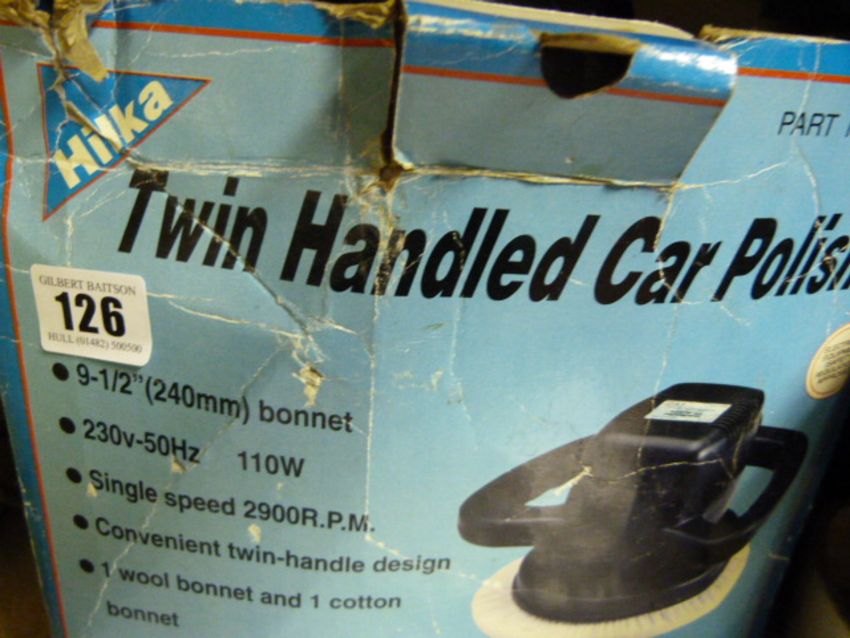 Hilka
PART
Twin Handled Car Polish
GILBERT BAITSON
126
HULL (01482) 500500
• 9-1/2"(240mm) bonnet
• 230v-50Hz 110W
• Single speed 2900R.P.M.
• Convenient twin-handle design
• 1 wool bonnet and 1 cotton
bonnet